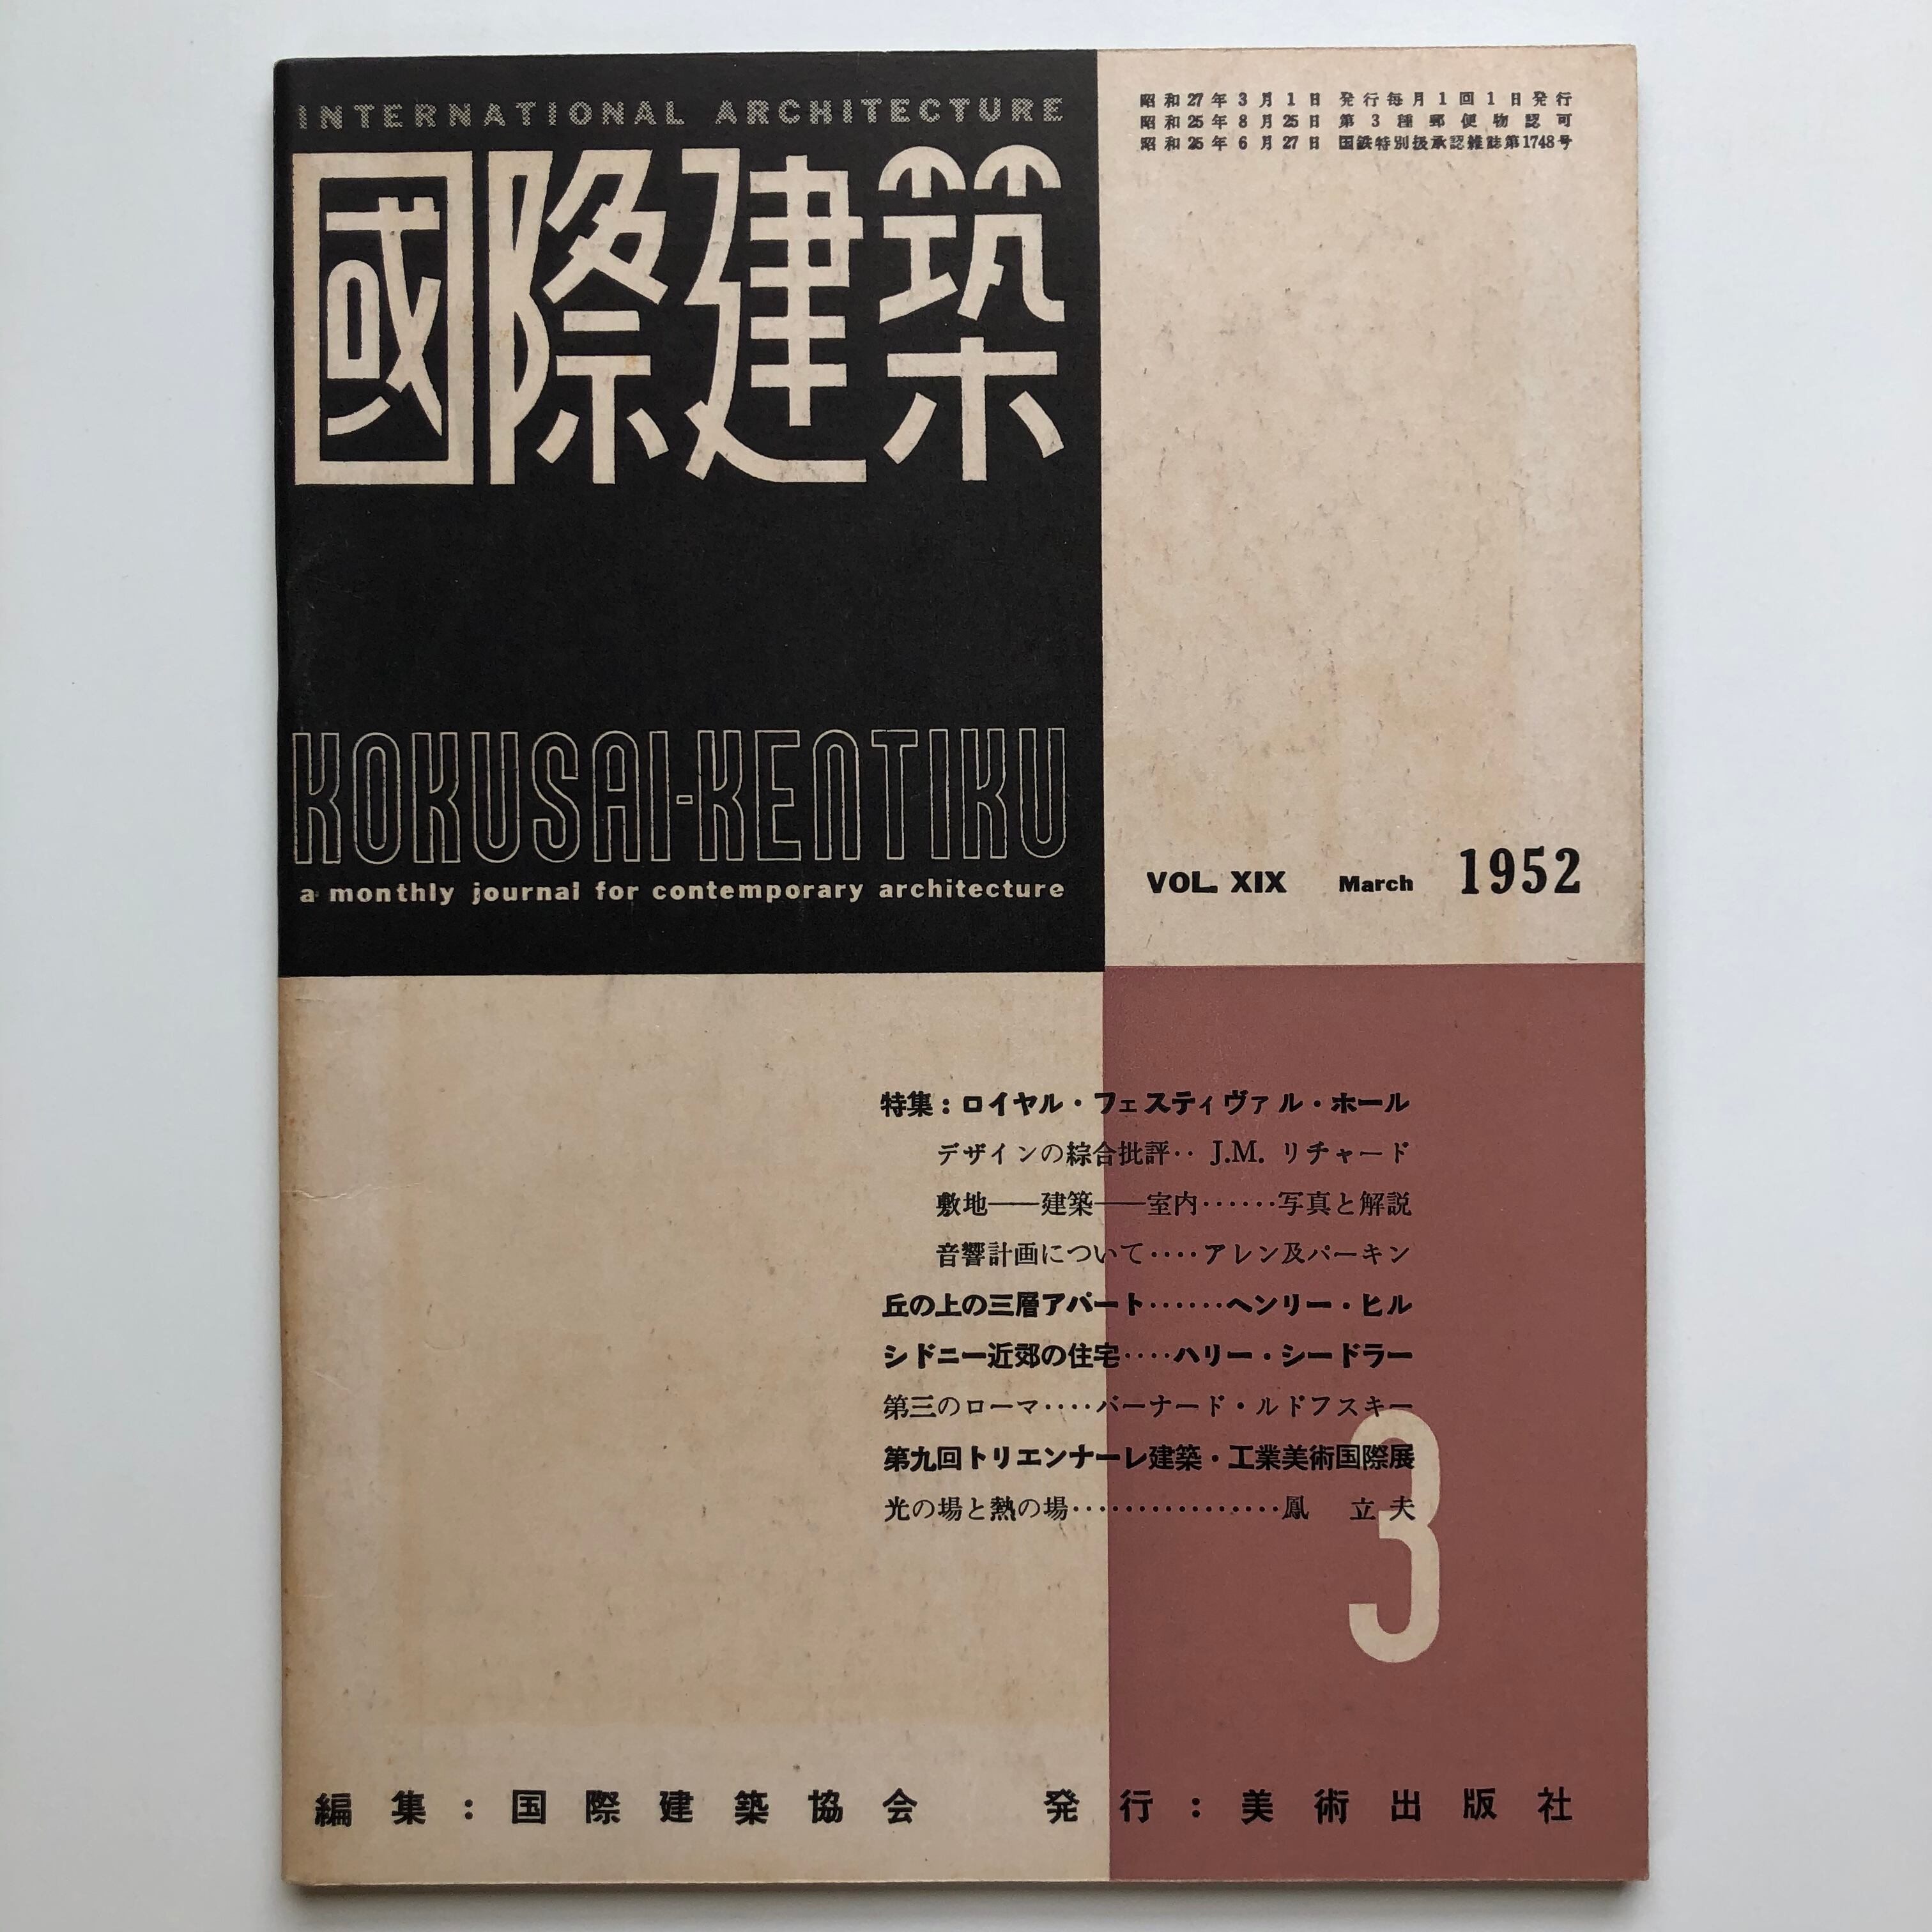 INTERNATIONAL ARCHITECTURE
國際建築
KOKUSAI-KENTIKU
a monthly journal for contemporary architecture
昭和27年3月1日 発行毎月1回1日発行
昭和25年8月25日 第3種郵便物認可
昭和25年6月27日 国鉄特別扱承認雑誌第1748号
VOL. XIX March 1952
特集:ロイヤル・フェスティヴァル・ホール
デザインの綜合批評‥ J.M. リチャード
敷地――建築――室内‥‥‥写真と解説
音響計画について‥‥アレン及パーキン
丘の上の三層アパート‥‥‥ヘンリー・ヒル
シドニー近郊の住宅‥‥ハリー・シードラー
第三のローマ‥‥バーナード・ルドフスキー
第九回トリエンナーレ建築・工業美術国際展
光の場と熱の場‥‥‥‥‥‥‥‥鳳 立夫
3
編集:国際建築協会 発行:美術出版社